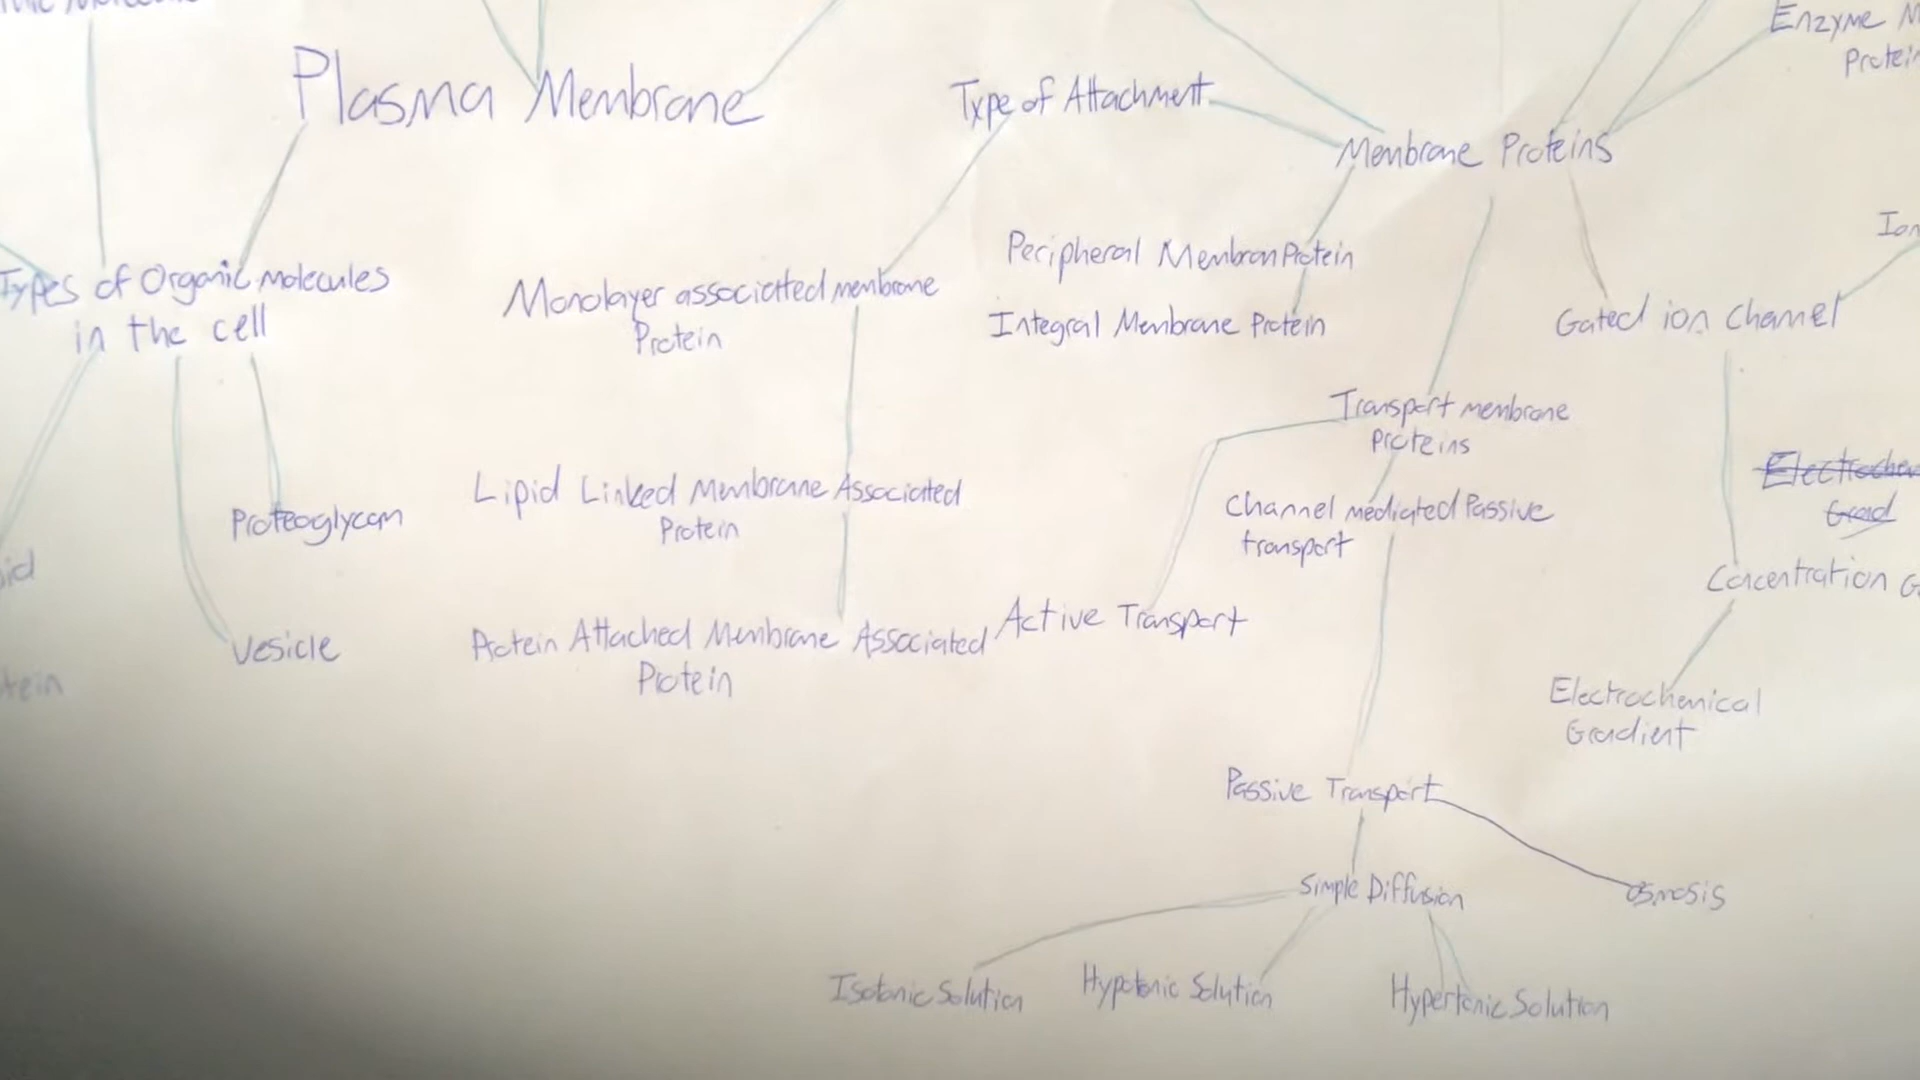 Enzyme
Plasma Membrane
Type of Attachment
Membrane Proteins
Peripheral Membran Protein
Types of Organic molecules
in the cell
Monolayer associated membrane
Protein
Integral Membrane Protein
Gated ion Channel
Transport membrane
Proteins
Lipid Linked Membrane Associated
Protein
Proteoglycan
Channel mediated Passive
transport
Concentration
Vesicle
Actein Attached Membrane Associated
Protein
Active Transport
Electrochemical
Gradient
Passive Transport
Simple Diffusion
Osmosis
Isotonic Solution
Hypotonic Solution
Hypertonic Solution